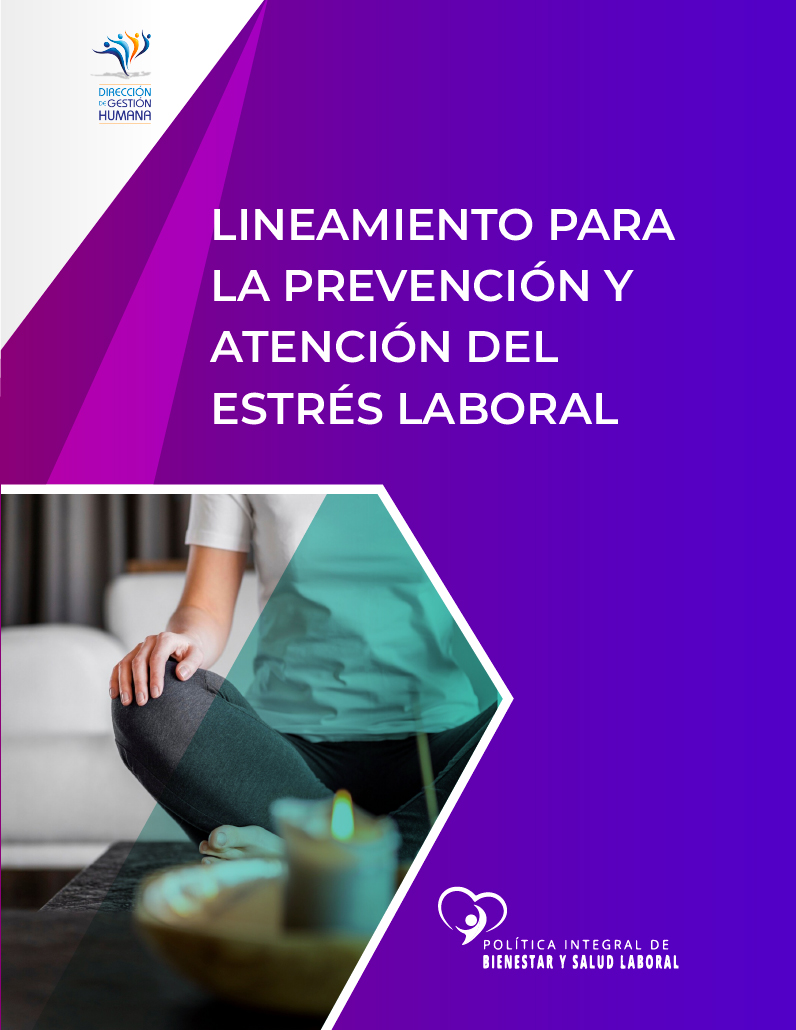 DIRECCIÓN
DE GESTIÓN
HUMANA
LINEAMIENTO PARA
LA PREVENCIÓN Y
ATENCIÓN DEL
ESTRÉS LABORAL
POLÍTICA INTEGRAL DE
BIENESTAR Y SALUD LABORAL